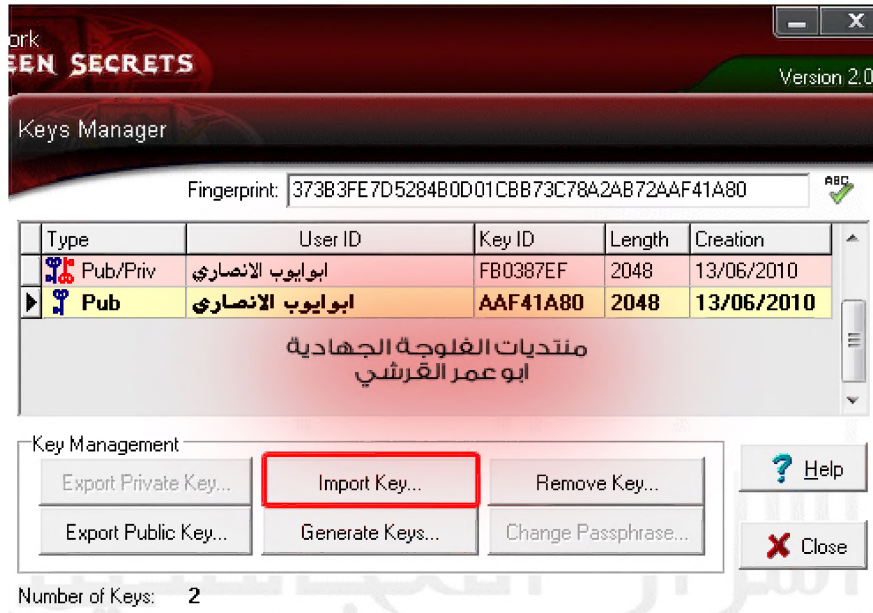 ork
EEN SECRETS
Version 2.0
Keys Manager
Fingerprint: 373B3FE7D5284B0D01CBB73C78A2AB72AAF41A80
ABC
Type User ID Key ID Length Creation
Pub/Priv ابوايوب الانصاري FB0387EF 2048 13/06/2010
Pub ابوايوب الانصاري AAF41A80 2048 13/06/2010
منتديات الفلوجة الجهادية
ابو عمر القرشي
Key Management
Export Private Key... Import Key... Remove Key... Help
Export Public Key... Generate Keys... Change Passphrase... Close
Number of Keys: 2